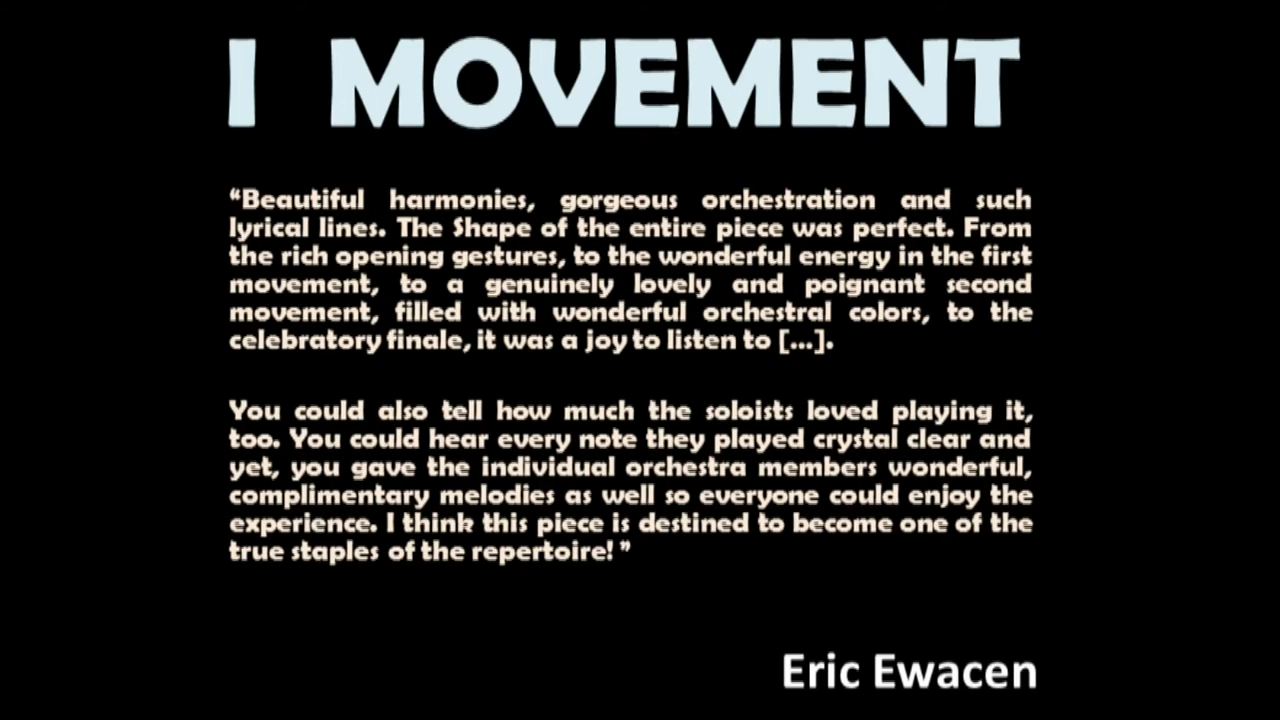 I MOVEMENT
“Beautiful harmonies, gorgeous orchestration and such
lyrical lines. The Shape of the entire piece was perfect. From
the rich opening gestures, to the wonderful energy in the first
movement, to a genuinely lovely and poignant second
movement, filled with wonderful orchestral colors, to the
celebratory finale, it was a joy to listen to [...].
You could also tell how much the soloists loved playing it,
too. You could hear every note they played crystal clear and
yet, you gave the individual orchestra members wonderful,
complimentary melodies as well so everyone could enjoy the
experience. I think this piece is destined to become one of the
true staples of the repertoire! ”
Eric Ewacen